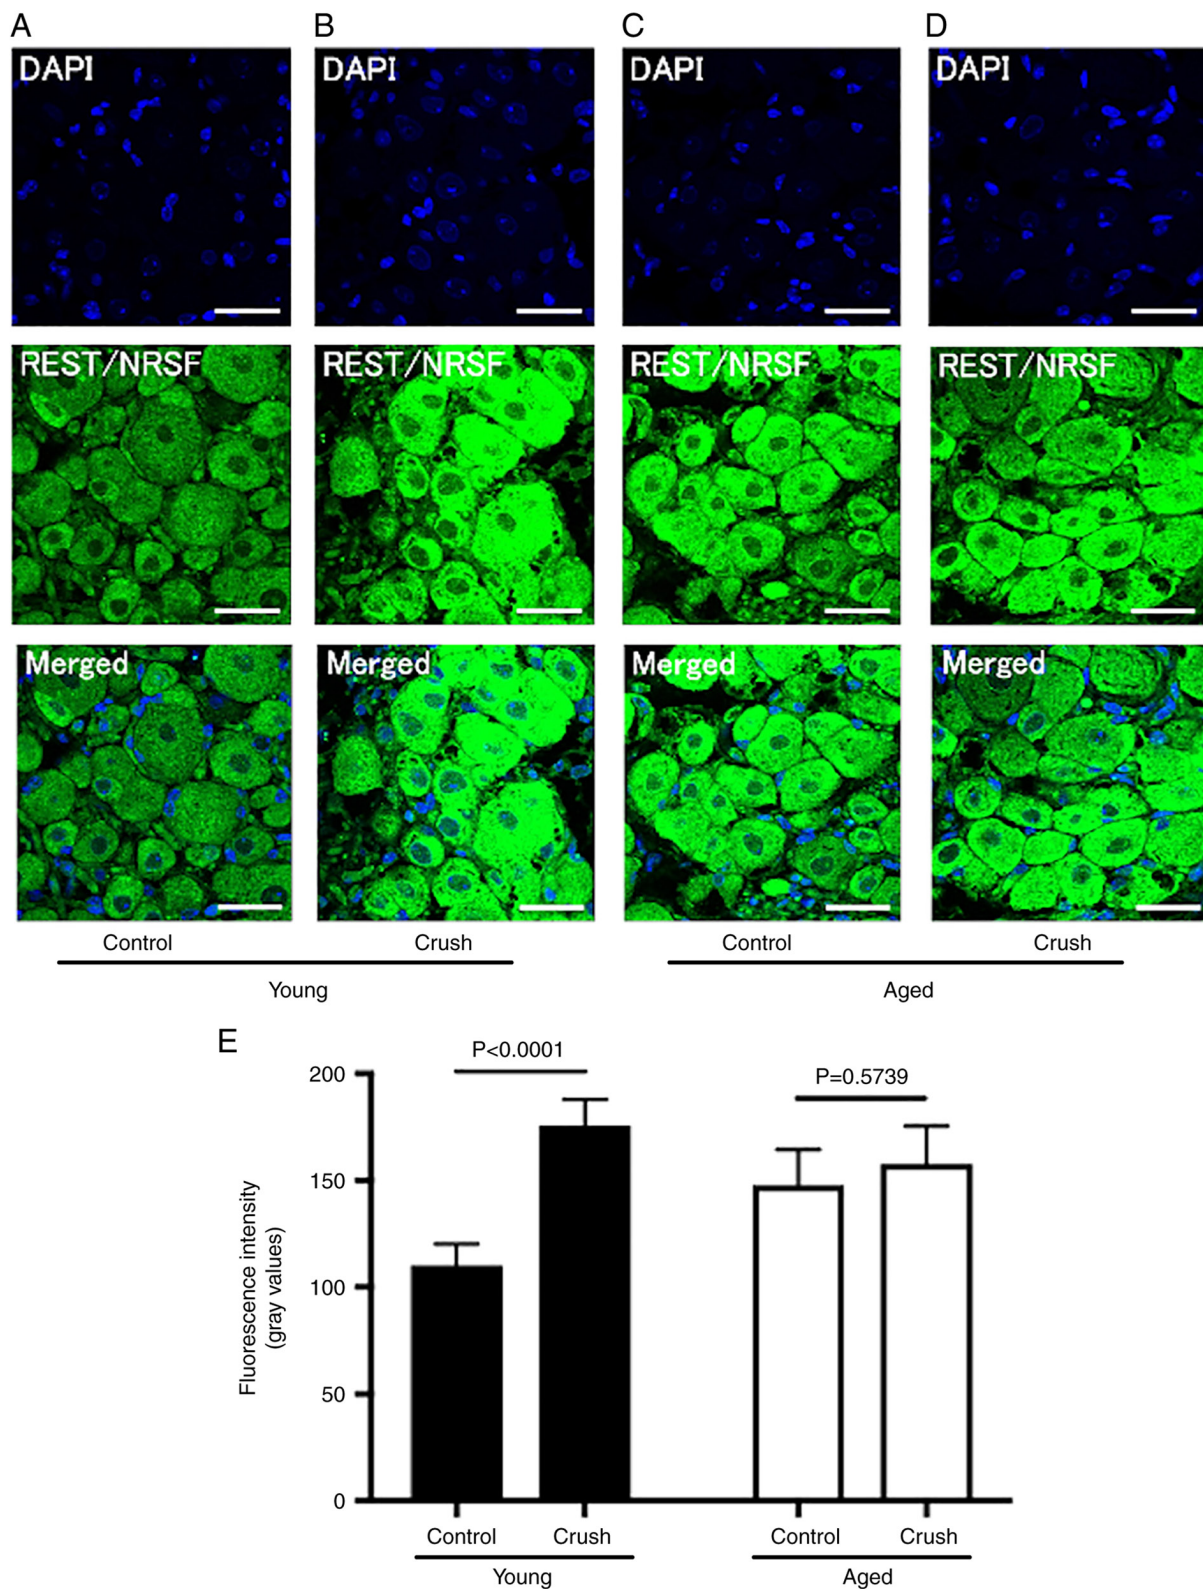 A B C D
DAPI DAPI DAPI DAPI
REST/NRSF REST/NRSF REST/NRSF REST/NRSF
Merged Merged Merged Merged
Control Crush Control Crush
Young Aged
E
P<0.0001
P=0.5739
200
150
100
50
0
Fluorescence intensity
(gray values)
Control Crush Control Crush
Young Aged